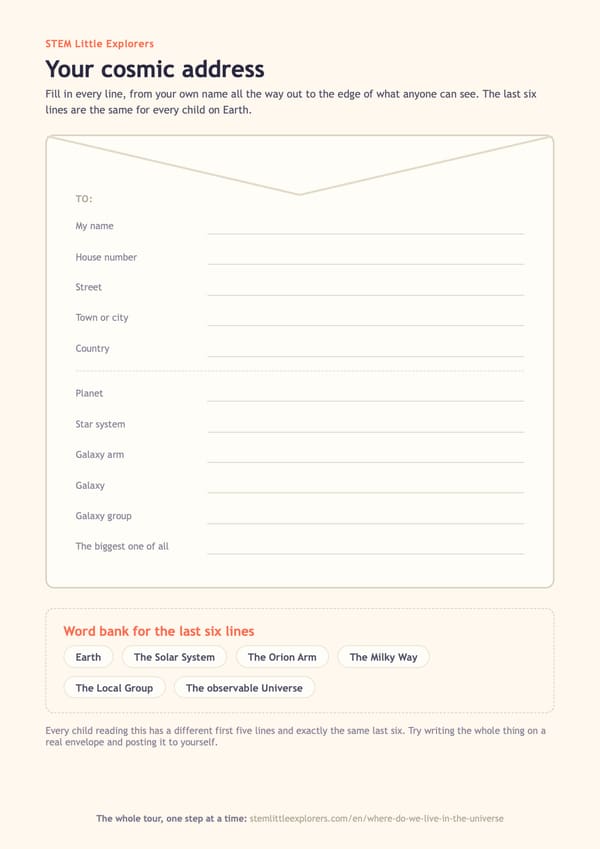 STEM Little Explorers
Your cosmic address
Fill in every line, from your own name all the way out to the edge of what anyone can see. The last six
lines are the same for every child on Earth.
TO:
My name
House number
Street
Town or city
Country
Planet
Star system
Galaxy arm
Galaxy
Galaxy group
The biggest one of all
Word bank for the last six lines
Earth The Solar System The Orion Arm The Milky Way
The Local Group The observable Universe
Every child reading this has a different first five lines and exactly the same last six. Try writing the whole thing on a
real envelope and posting it to yourself.
The whole tour, one step at a time: stemlittleexplorers.com/en/where-do-we-live-in-the-universe